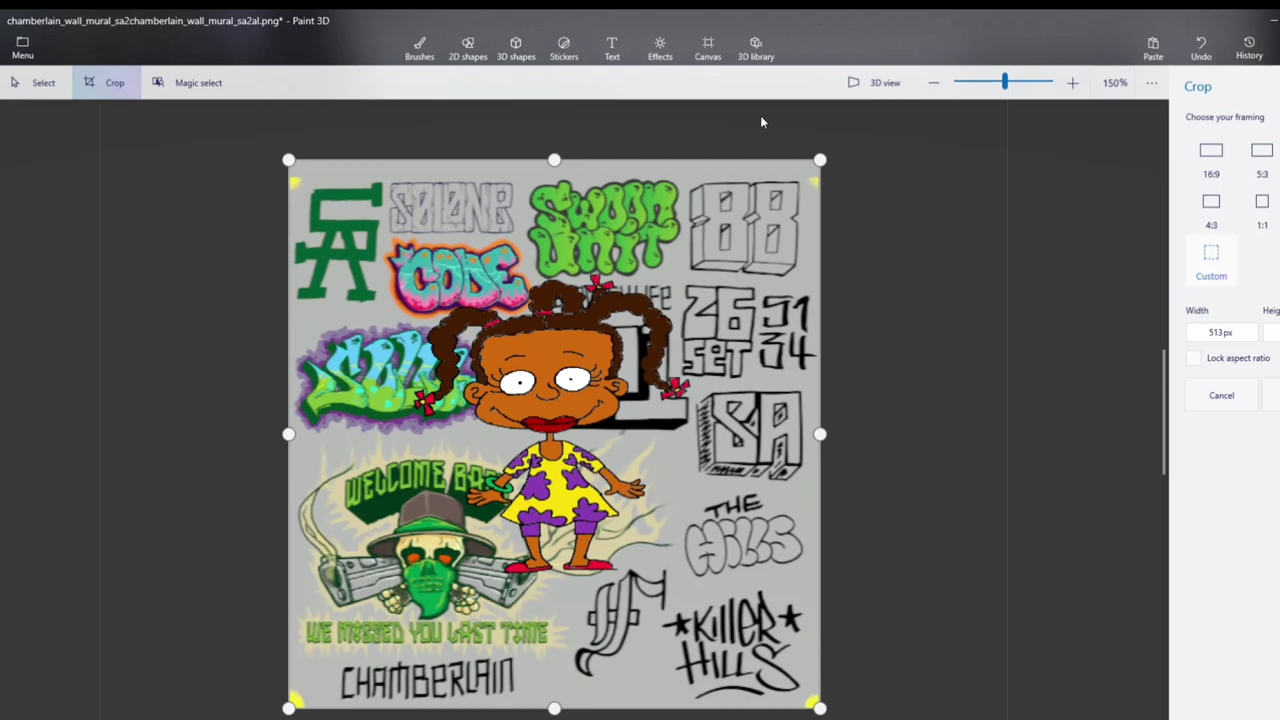 chamberlain_wall_mural_sa2chamberlain_wall_mural_sa2al.png* - Paint 3D
Menu
Brushes 2D shapes 3D shapes Stickers Text Effects Canvas 3D library Paste Undo History
Select Crop Magic select 3D view 150%
Crop
Choose your framing
16:9 5:3
4:3 1:1
Custom
Width
513px
Lock aspect ratio
Cancel
SA
SWOON
UNIT
88
CODE
26
SET
51
34
SA
WELCOME
THE
HILLS
WE MISSED YOU LAST TIME
KILLER
HILLS
CHAMBERLAIN